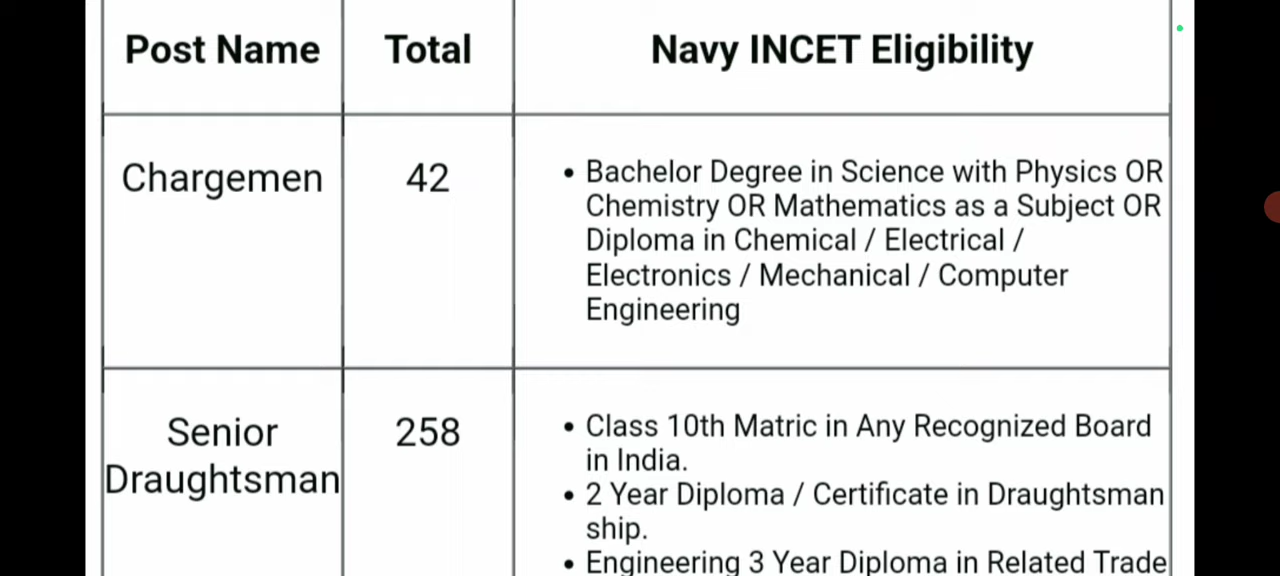 Post Name Total Navy INCET Eligibility
Chargemen 42
• Bachelor Degree in Science with Physics OR
Chemistry OR Mathematics as a Subject OR
Diploma in Chemical / Electrical /
Electronics / Mechanical / Computer
Engineering
Senior
Draughtsman
258
• Class 10th Matric in Any Recognized Board
in India.
• 2 Year Diploma / Certificate in Draughtsman
ship.
• Engineering 3 Year Diploma in Related Trade